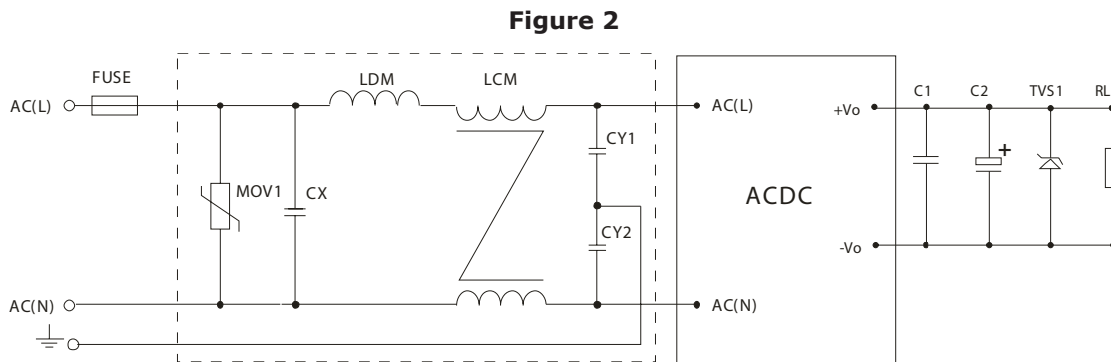 Figure 2
FUSE
LDM
LCM
C1
C2
TVS1
RL
AC(L)
AC(L)
+Vo
CY1
+
MOV1
CX
ACDC
CY2
-Vo
AC(N)
AC(N)